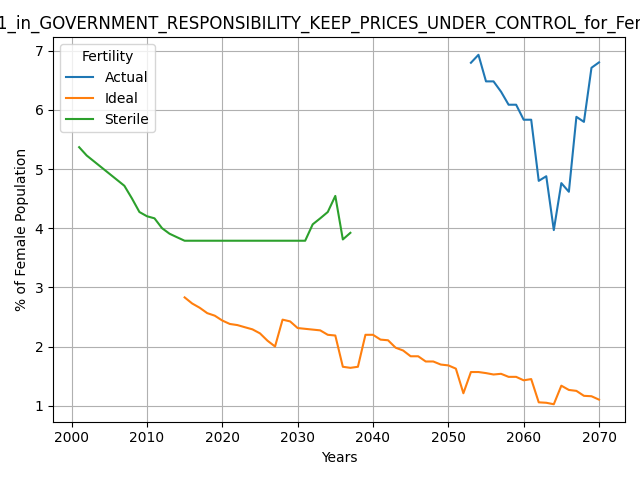 1_in_GOVERNMENT_RESPONSIBILITY_KEEP_PRICES_UNDER_CONTROL_for_Fer
Fertility
Actual
Ideal
Sterile
% of Female Population
7
6
5
4
3
2
1
2000 2010 2020 2030 2040 2050 2060 2070
Years